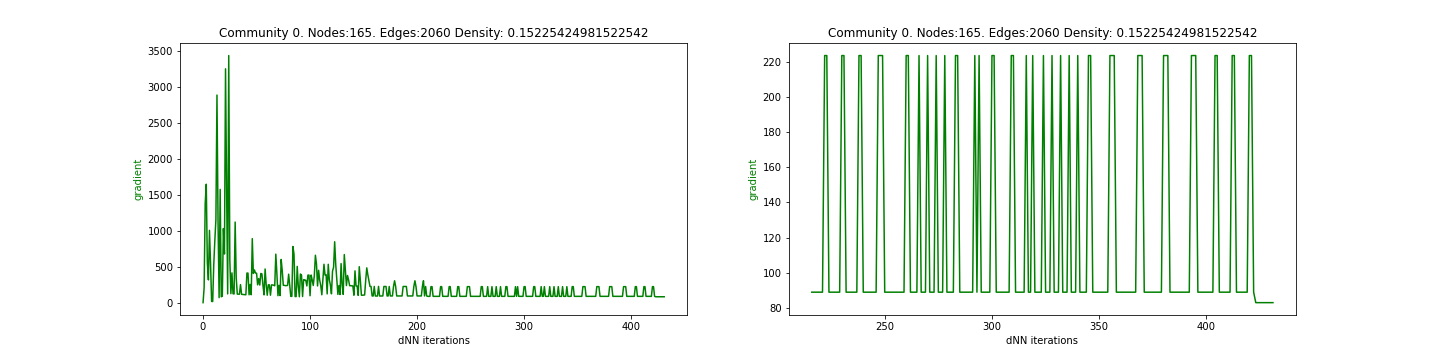 Community 0. Nodes:165. Edges:2060 Density: 0.15225424981522542
3500
3000
2500
2000
1500
1000
500
0
gradient
0 100 200 300 400
dNN iterations
Community 0. Nodes:165. Edges:2060 Density: 0.15225424981522542
220
200
180
160
140
120
100
80
gradient
250 300 350 400
dNN iterations